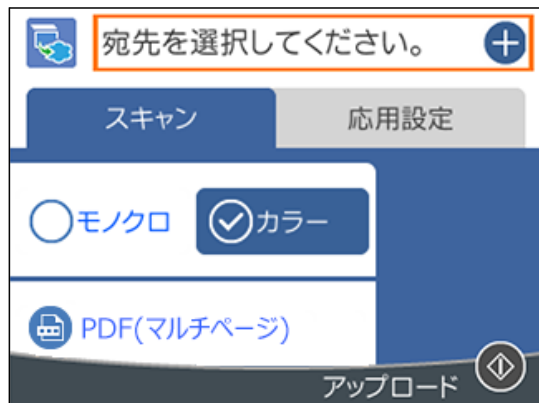 宛先を選択してください。
スキャン
応用設定
モノクロ
カラー
PDF(マルチページ)
アップロード